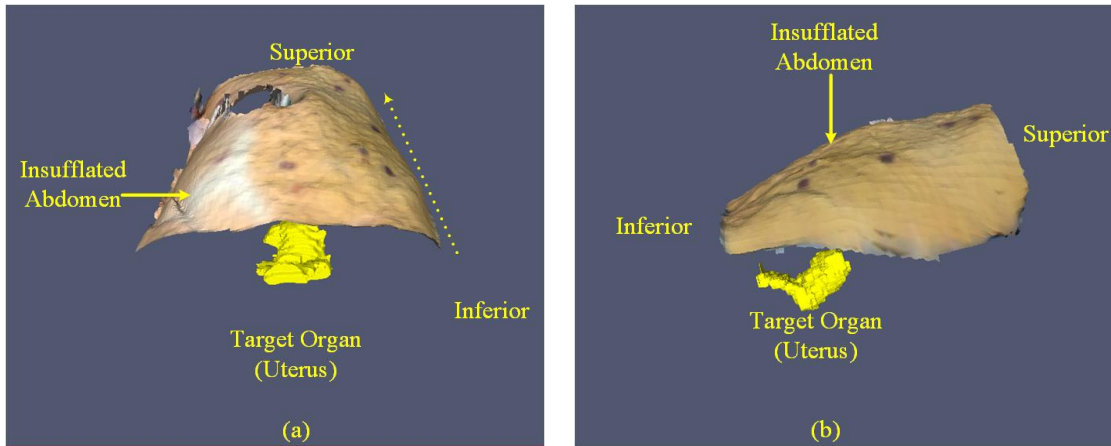 Superior
Insufflated
Abdomen
Inferior
Target Organ
(Uterus)
(a)
Insufflated
Abdomen
Superior
Inferior
Target Organ
(Uterus)
(b)